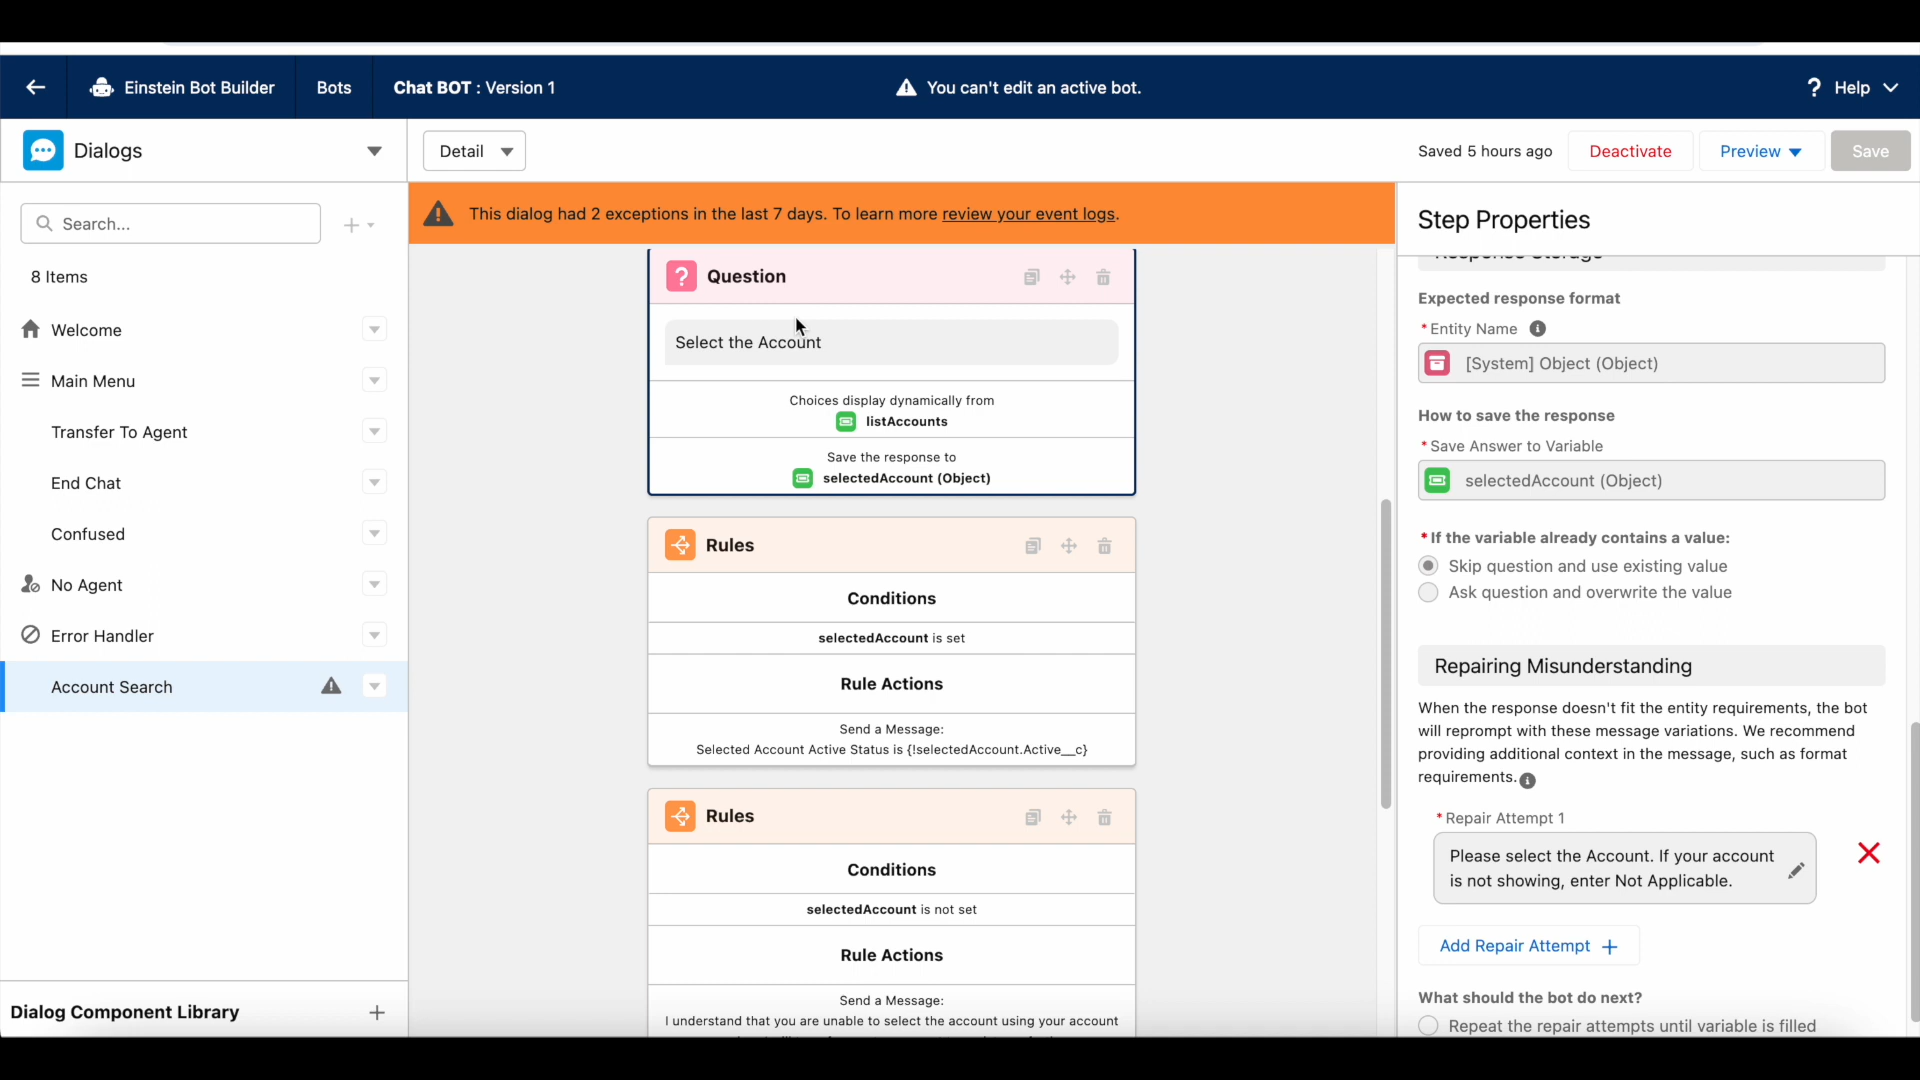 Einstein Bot Builder
Bots
Chat BOT : Version 1
You can't edit an active bot.
? Help
Dialogs
Detail
Saved 5 hours ago
Deactivate
Preview
Save
Search...
8 Items
Welcome
Main Menu
Transfer To Agent
End Chat
Confused
No Agent
Error Handler
Account Search
Dialog Component Library
This dialog had 2 exceptions in the last 7 days. To learn more review your event logs.
? Question
Select the Account
Choices display dynamically from
listAccounts
Save the response to
selectedAccount (Object)
Rules
Conditions
selectedAccount is set
Rule Actions
Send a Message:
Selected Account Active Status is {!selectedAccount.Active__c}
Rules
Conditions
selectedAccount is not set
Rule Actions
Send a Message:
I understand that you are unable to select the account using your account
Step Properties
Response Storage
Expected response format
* Entity Name
[System] Object (Object)
How to save the response
* Save Answer to Variable
selectedAccount (Object)
* If the variable already contains a value:
Skip question and use existing value
Ask question and overwrite the value
Repairing Misunderstanding
When the response doesn't fit the entity requirements, the bot
will reprompt with these message variations. We recommend
providing additional context in the message, such as format
requirements.
* Repair Attempt 1
Please select the Account. If your account
is not showing, enter Not Applicable.
Add Repair Attempt +
What should the bot do next?
Repeat the repair attempts until variable is filled